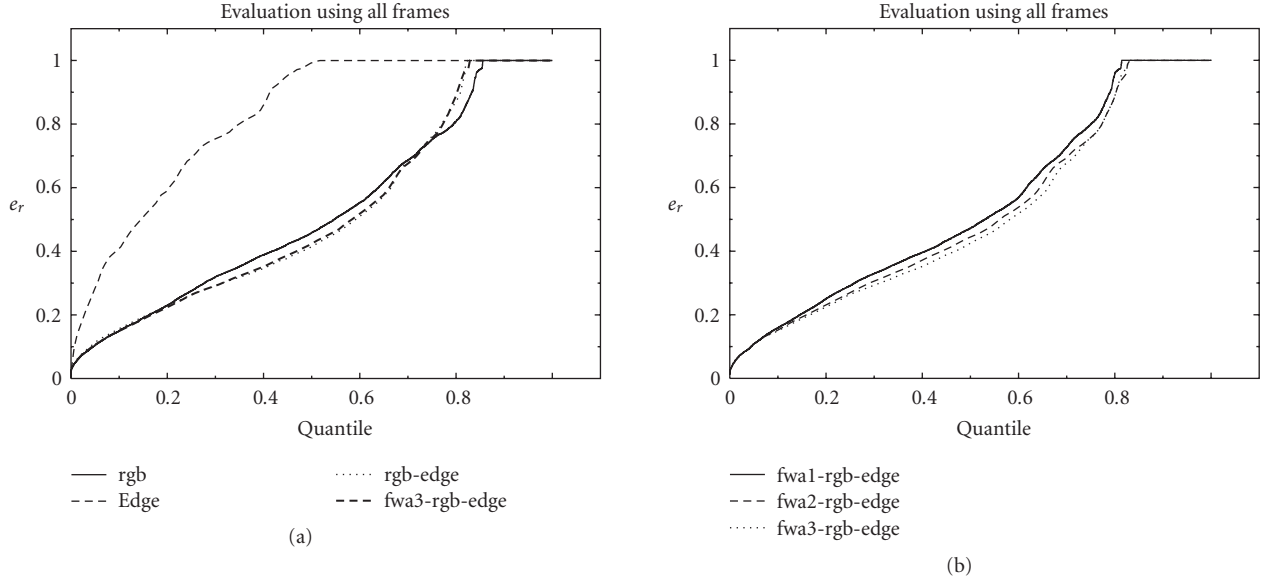 Evaluation using all frames
1
0.8
0.6
e_r
0.4
0.2
0
0 0.2 0.4 0.6 0.8
Quantile
rgb
Edge
rgb-edge
fwa3-rgb-edge
(a)
Evaluation using all frames
1
0.8
0.6
e_r
0.4
0.2
0
0 0.2 0.4 0.6 0.8
Quantile
fwa1-rgb-edge
fwa2-rgb-edge
fwa3-rgb-edge
(b)